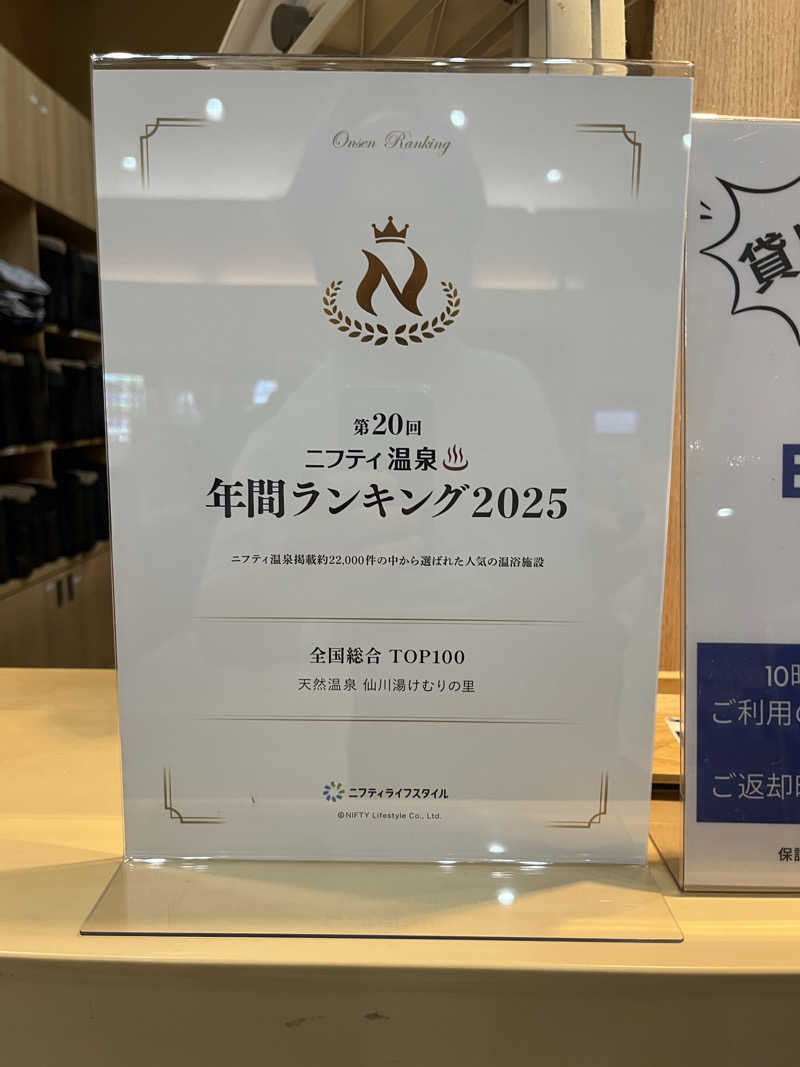 Onsen Ranking
第20回
ニフティ温泉
年間ランキング2025
ニフティ温泉掲載約22,000件の中から選ばれた人気の温浴施設
全国総合 TOP100
天然温泉 仙川湯けむりの里
ニフティライフスタイル
©NIFTY Lifestyle Co., Ltd.
貸
10時
ご利用の
ご返却
保証